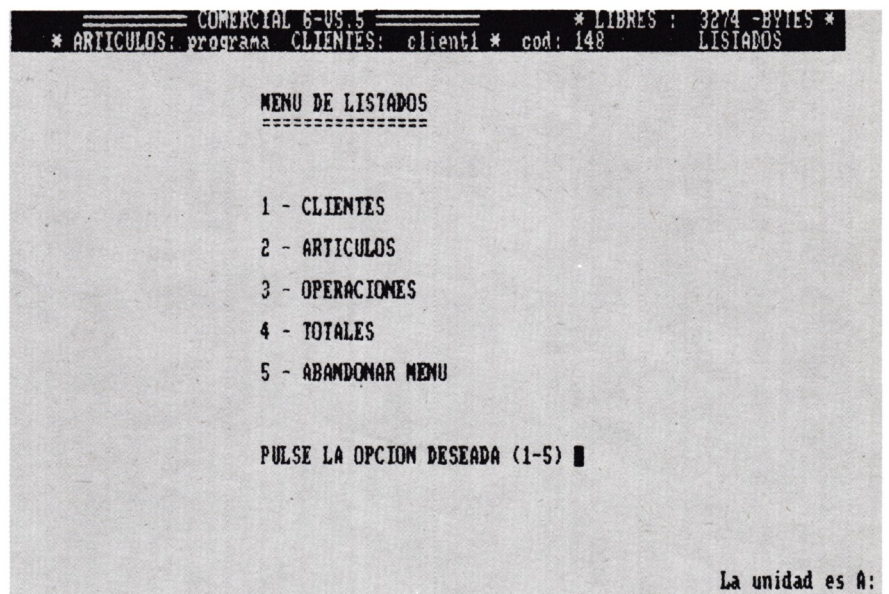 COMERCIAL 6-VS.5 * LIBRES : 3274 -BYTES *
* ARTICULOS: programa CLIENTES: client1 * cod: 148 LISTADOS
MENU DE LISTADOS
================
1 - CLIENTES
2 - ARTICULOS
3 - OPERACIONES
4 - TOTALES
5 - ABANDONAR MENU
PULSE LA OPCION DESEADA (1-5)
La unidad es A: